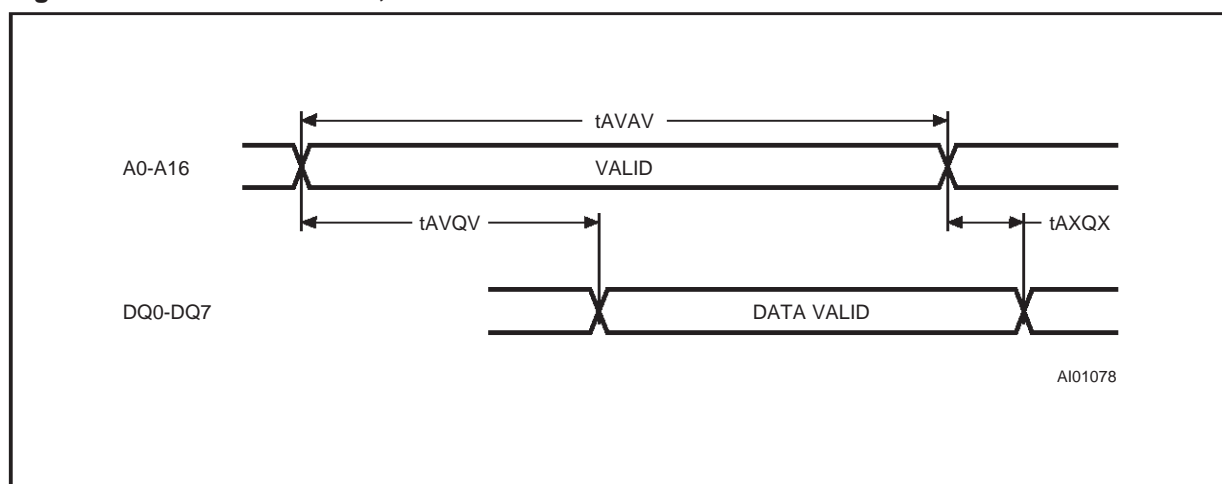 tAVAV
A0-A16 VALID
tAVQV tAXQX
DQ0-DQ7 DATA VALID
AI01078